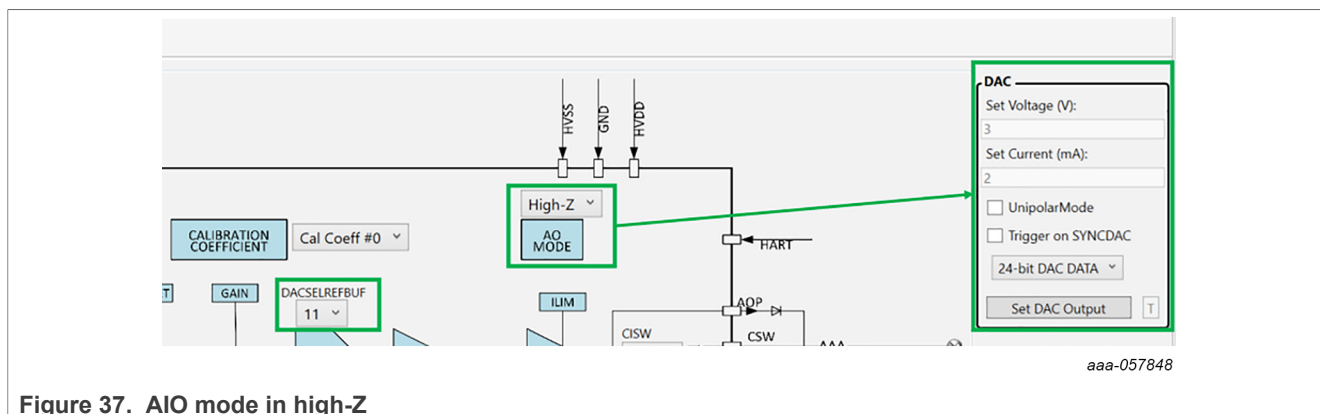 HVSS
GND
HVDD
High-Z
AO
MODE
CALIBRATION
COEFFICIENT
Cal Coeff #0
HART
GAIN
DACSELREFBUF
11
ILIM
AOP
CISW
CSW
DAC
Set Voltage (V):
3
Set Current (mA):
2
UnipolarMode
Trigger on SYNCDAC
24-bit DAC DATA
Set DAC Output
T
aaa-057848
Figure 37. AIO mode in high-Z